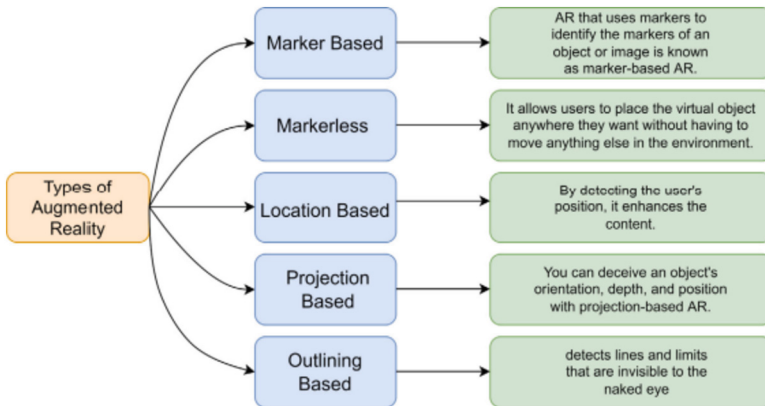 Types of
Augmented
Reality
Marker Based
AR that uses markers to
identify the markers of an
object or image is known
as marker-based AR.
Markerless
It allows users to place the virtual object
anywhere they want without having to
move anything else in the environment.
Location Based
By detecting the user's
position, it enhances the
content.
Projection
Based
You can deceive an object's
orientation, depth, and position
with projection-based AR.
Outlining
Based
detects lines and limits
that are invisible to the
naked eye